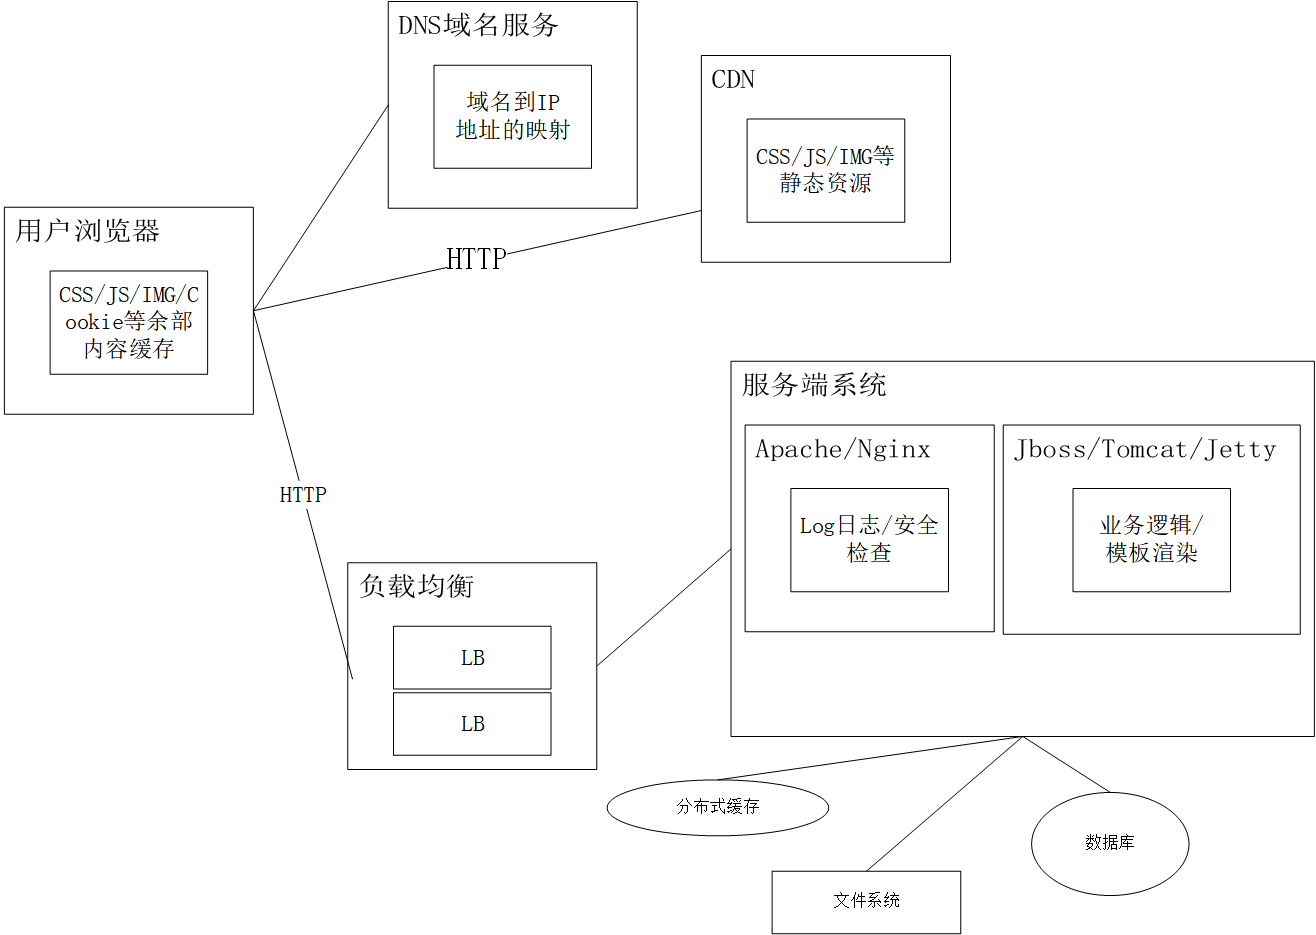 DNS域名服务
域名到IP
地址的映射
CDN
CSS/JS/IMG等
静态资源
用户浏览器
CSS/JS/IMG/C
ookie等余部
内容缓存
HTTP
HTTP
服务端系统
Apache/Nginx
Log日志/安全
检查
Jboss/Tomcat/Jetty
业务逻辑/
模板渲染
负载均衡
LB
LB
分布式缓存
文件系统
数据库